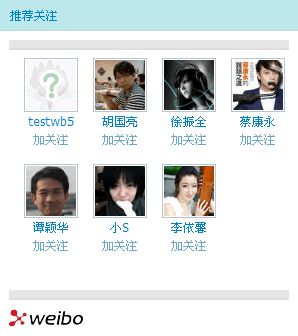 推荐关注
testwb5 胡国亮 徐振全 蔡康永
加关注 加关注 加关注 加关注
谭颖华 小S 李依馨
加关注 加关注 加关注
weibo